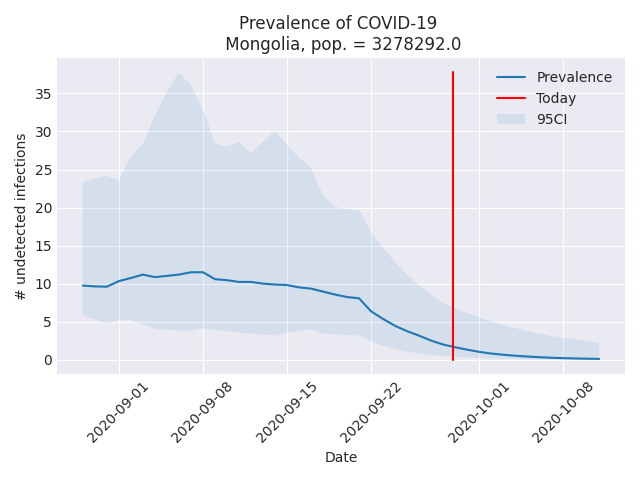 Prevalence of COVID-19
Mongolia, pop. = 3278292.0
# undetected infections
35
30
25
20
15
10
5
0
Prevalence
Today
95CI
2020-09-01
2020-09-08
2020-09-15
2020-09-22
2020-10-01
2020-10-08
Date